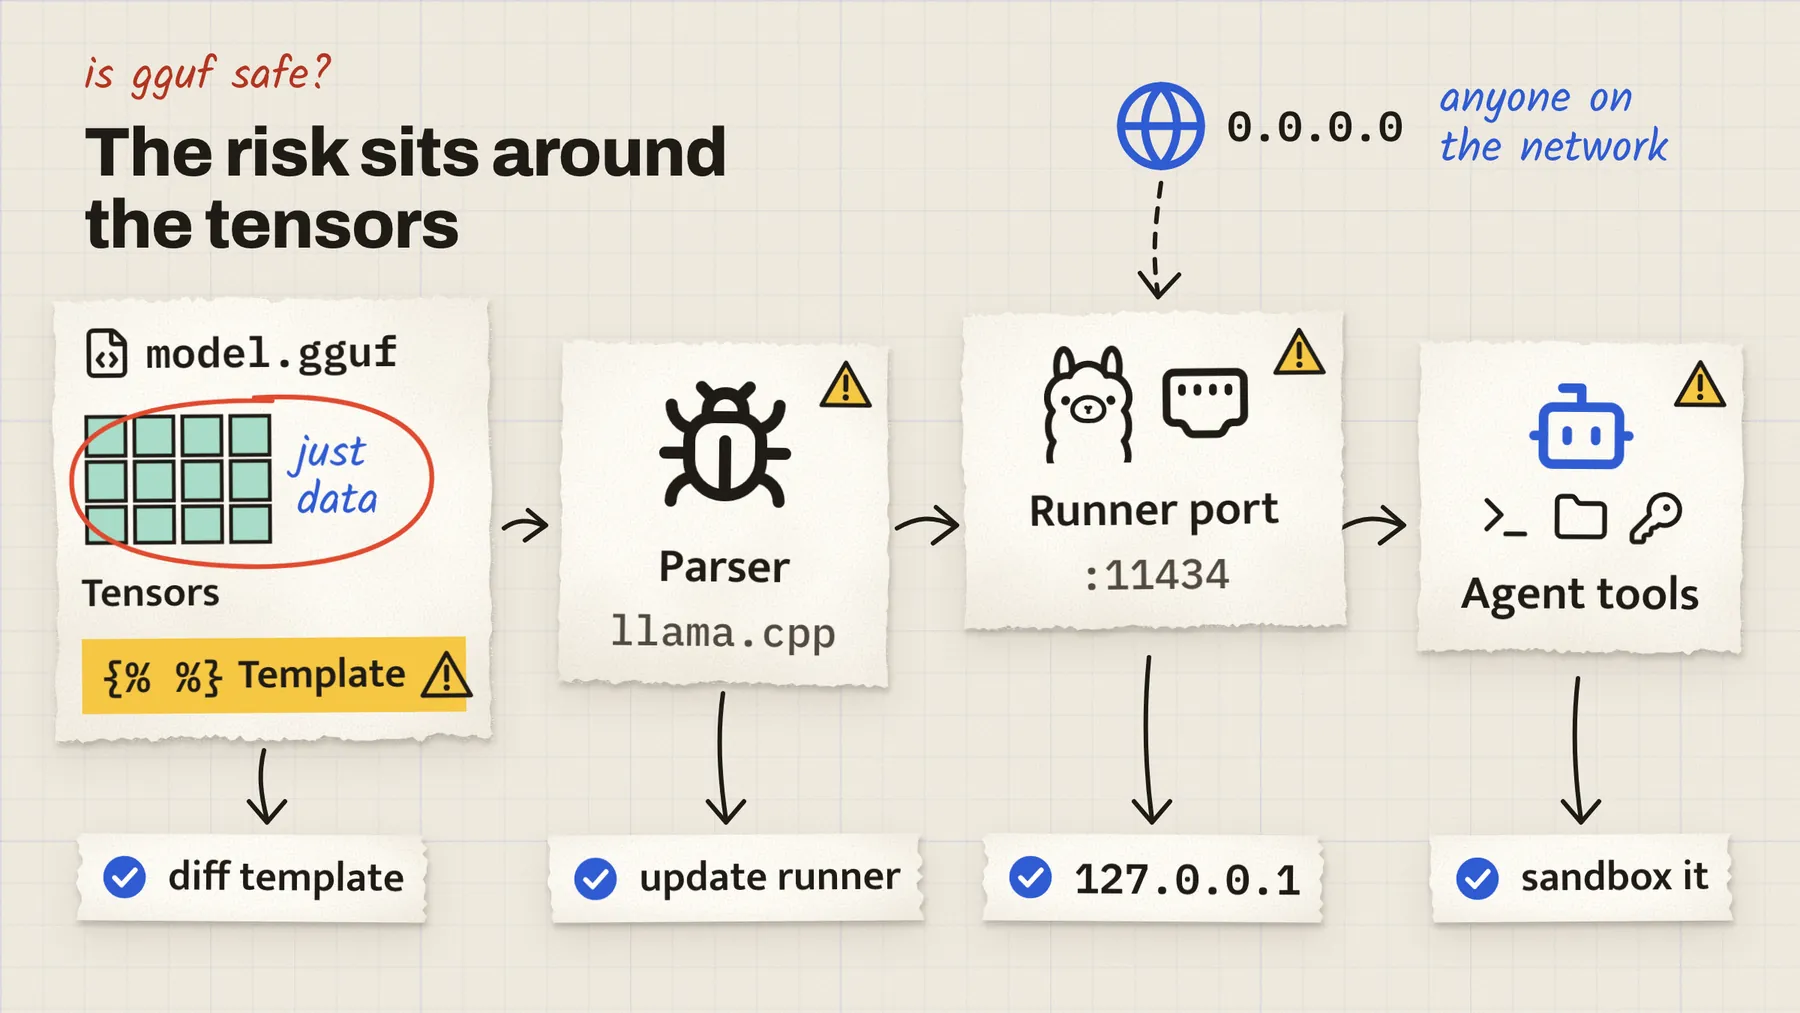 is gguf safe?
The risk sits around
the tensors
0.0.0.0
anyone on
the network
model.gguf
just
data
Tensors
{% %} Template
Parser
llama.cpp
Runner port
:11434
>_
Agent tools
diff template
update runner
127.0.0.1
sandbox it